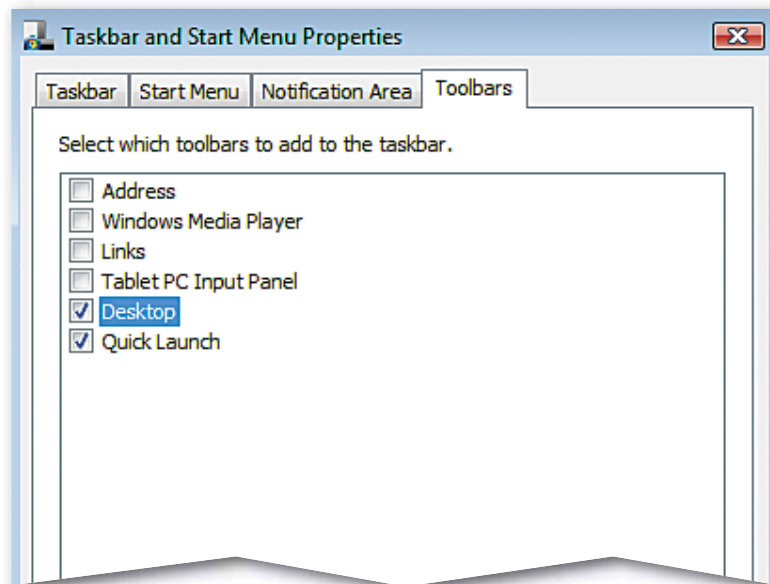 Taskbar and Start Menu Properties
Taskbar Start Menu Notification Area Toolbars
Select which toolbars to add to the taskbar.
Address
Windows Media Player
Links
Tablet PC Input Panel
Desktop
Quick Launch